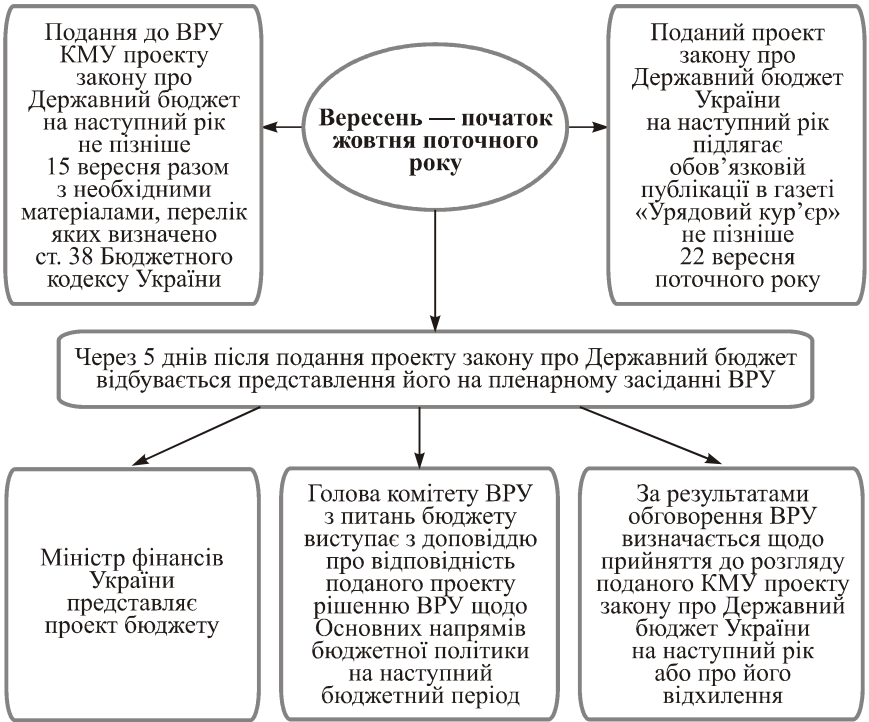 Подання до ВРУ
КМУ проекту
закону про
Державний бюджет
на наступний рік
не пізніше
15 вересня разом
з необхідними
матеріалами, перелік
яких визначено
ст. 38 Бюджетного
кодексу України
Вересень — початок
жовтня поточного
року
Поданий проект
закону про
Державний бюджет
України
на наступний рік
підлягає
обов’язковій
публікації в газеті
«Урядовий кур’єр»
не пізніше
22 вересня
поточного року
Через 5 днів після подання проекту закону про Державний бюджет
відбувається представлення його на пленарному засіданні ВРУ
Міністр фінансів
України
представляє
проект бюджету
Голова комітету ВРУ
з питань бюджету
виступає з доповіддю
про відповідність
поданого проекту
рішенню ВРУ щодо
Основних напрямів
бюджетної політики
на наступний
бюджетний період
За результатами
обговорення ВРУ
визначається щодо
прийняття до розгляду
поданого КМУ проекту
закону про Державний
бюджет України
на наступний рік
або про його
відхилення